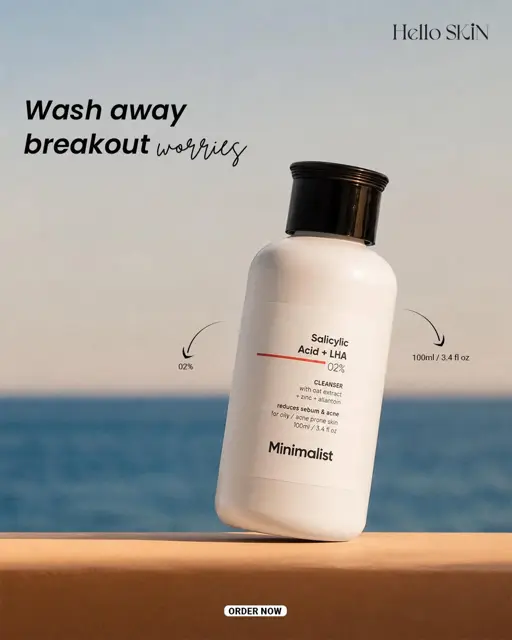 Hello SKiN
Wash away
breakout worries
02%
100ml / 3.4 fl oz
Salicylic
Acid + LHA
02%
CLEANSER
with oat extract
+ zinc + allantoin
reduces sebum & acne
for oily / acne prone skin
100ml / 3.4 fl oz
Minimalist
ORDER NOW